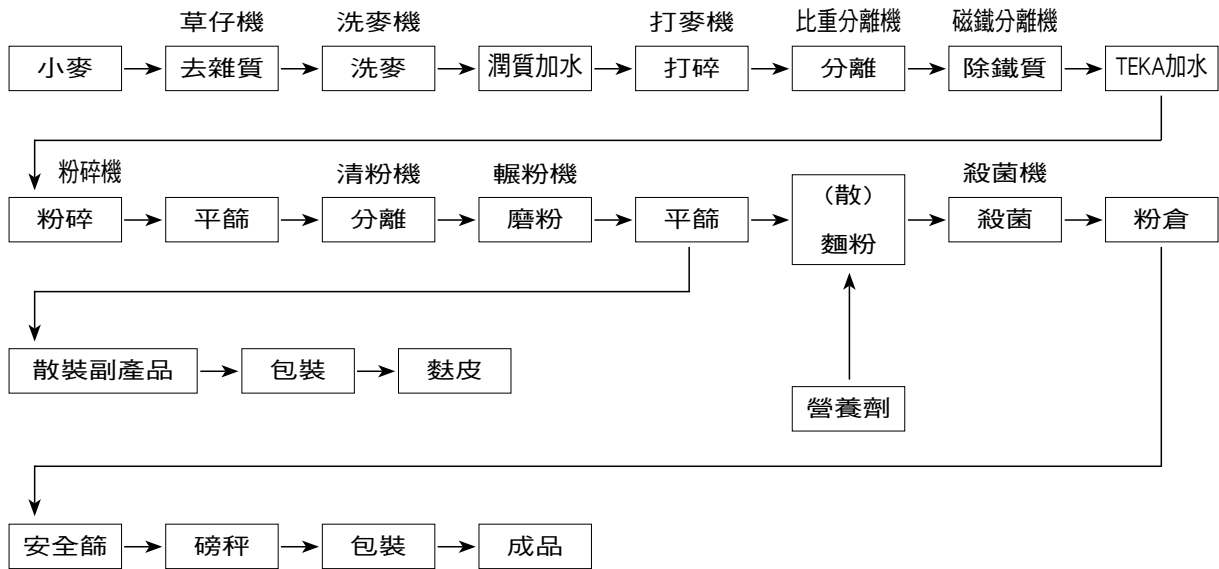 草仔機 洗麥機 打麥機 比重分離機 磁鐵分離機
小麥 去雜質 洗麥 潤質加水 打碎 分離 除鐵質 TEKA加水
粉碎機 清粉機 輾粉機 殺菌機
粉碎 平篩 分離 磨粉 平篩 （散） 殺菌 粉倉
麵粉
散裝副產品 包裝 麩皮
營養劑
安全篩 磅秤 包裝 成品